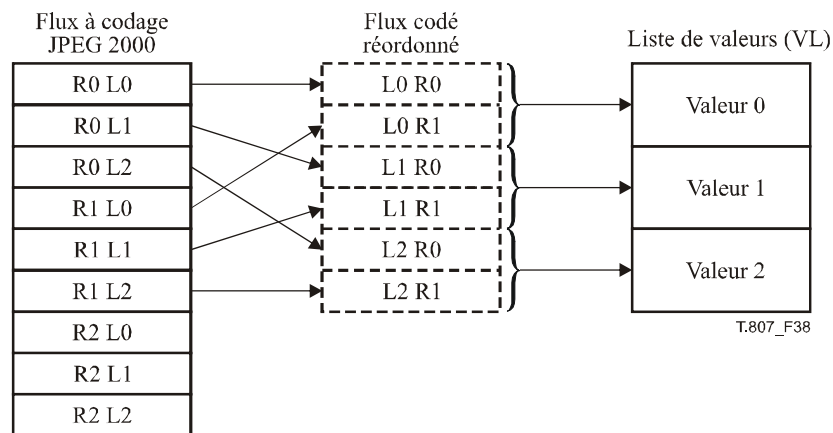 Flux à codage
JPEG 2000
R0 L0
R0 L1
R0 L2
R1 L0
R1 L1
R1 L2
R2 L0
R2 L1
R2 L2
Flux codé
réordonné
L0 R0
L0 R1
L1 R0
L1 R1
L2 R0
L2 R1
Liste de valeurs (VL)
Valeur 0
Valeur 1
Valeur 2
T.807_F38